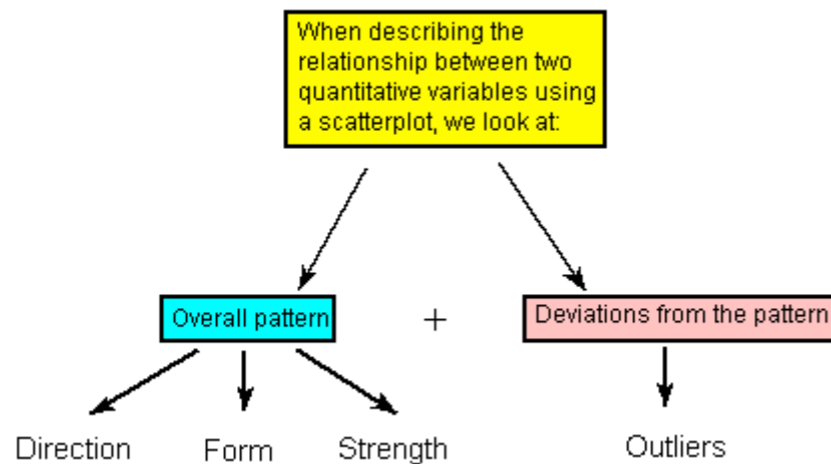 When describing the
relationship between two
quantitative variables using
a scatterplot, we look at:
Overall pattern
+
Deviations from the pattern
Direction
Form
Strength
Outliers